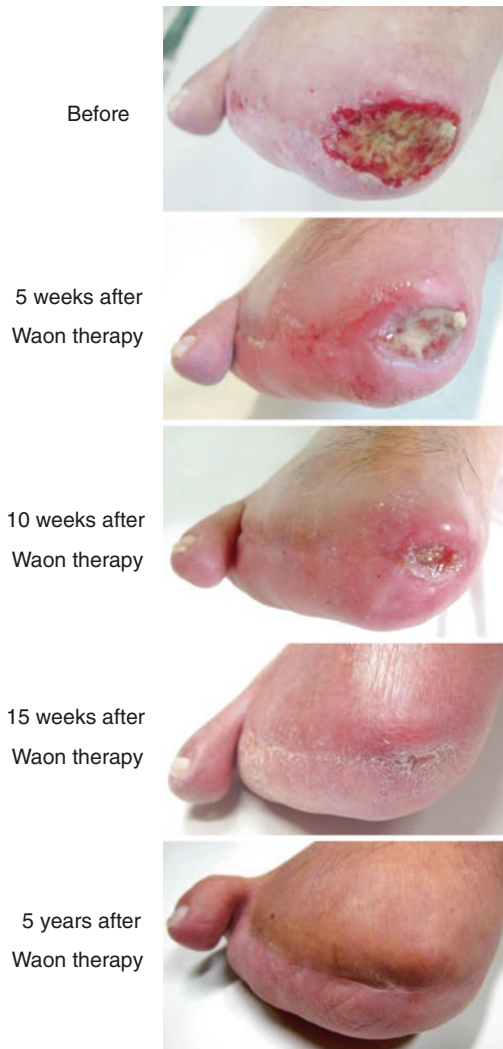 Before
5 weeks after
Waon therapy
10 weeks after
Waon therapy
15 weeks after
Waon therapy
5 years after
Waon therapy